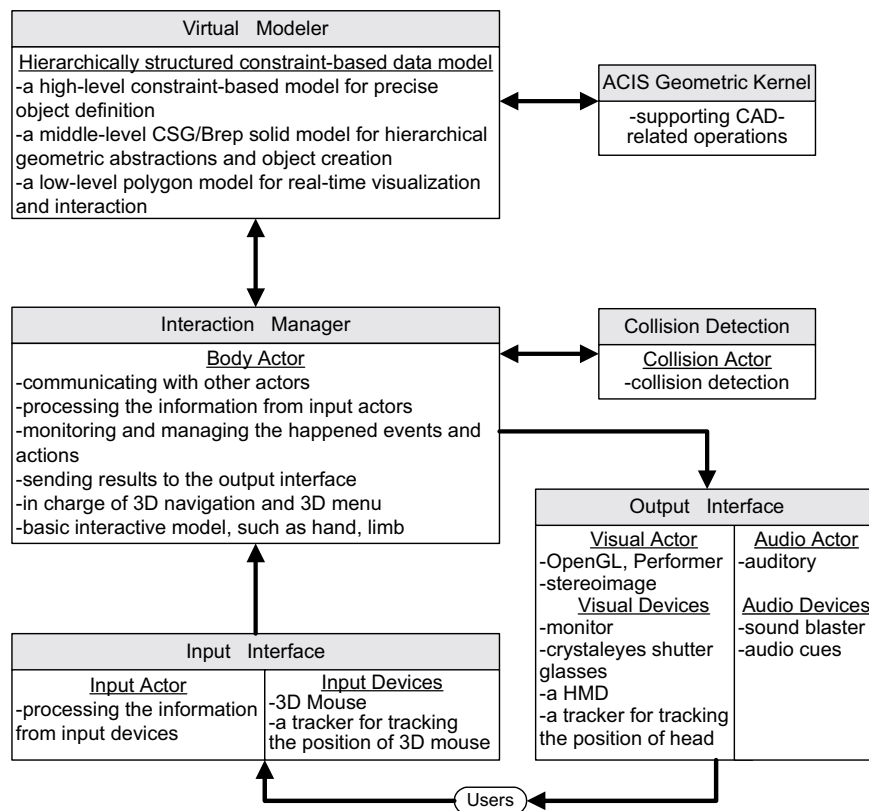 Virtual Modeler
Hierarchically structured constraint-based data model
-a high-level constraint-based model for precise
object definition
-a middle-level CSG/Brep solid model for hierarchical
geometric abstractions and object creation
-a low-level polygon model for real-time visualization
and interaction
ACIS Geometric Kernel
-supporting CAD-
related operations
Interaction Manager
Body Actor
-communicating with other actors
-processing the information from input actors
-monitoring and managing the happened events and
actions
-sending results to the output interface
-in charge of 3D navigation and 3D menu
-basic interactive model, such as hand, limb
Collision Detection
Collision Actor
-collision detection
Output Interface
Visual Actor
-OpenGL, Performer
-stereoimage
Visual Devices
-monitor
-crystaleyes shutter
glasses
-a HMD
-a tracker for tracking
the position of head
Audio Actor
-auditory
Audio Devices
-sound blaster
-audio cues
Input Interface
Input Actor
-processing the information
from input devices
Input Devices
-3D Mouse
-a tracker for tracking
the position of 3D mouse
Users